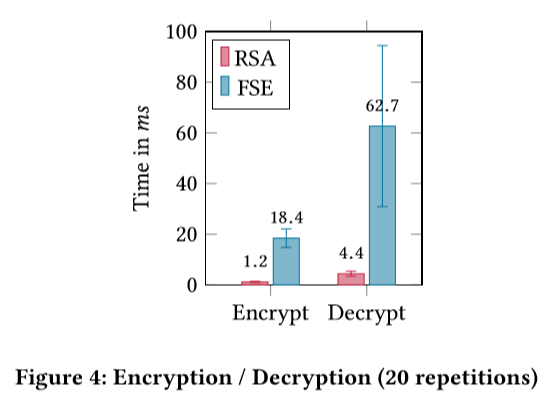 100
80
60
40
20
0
Time in ms
RSA
FSE
1.2
18.4
4.4
62.7
Encrypt
Decrypt
Figure 4: Encryption / Decryption (20 repetitions)